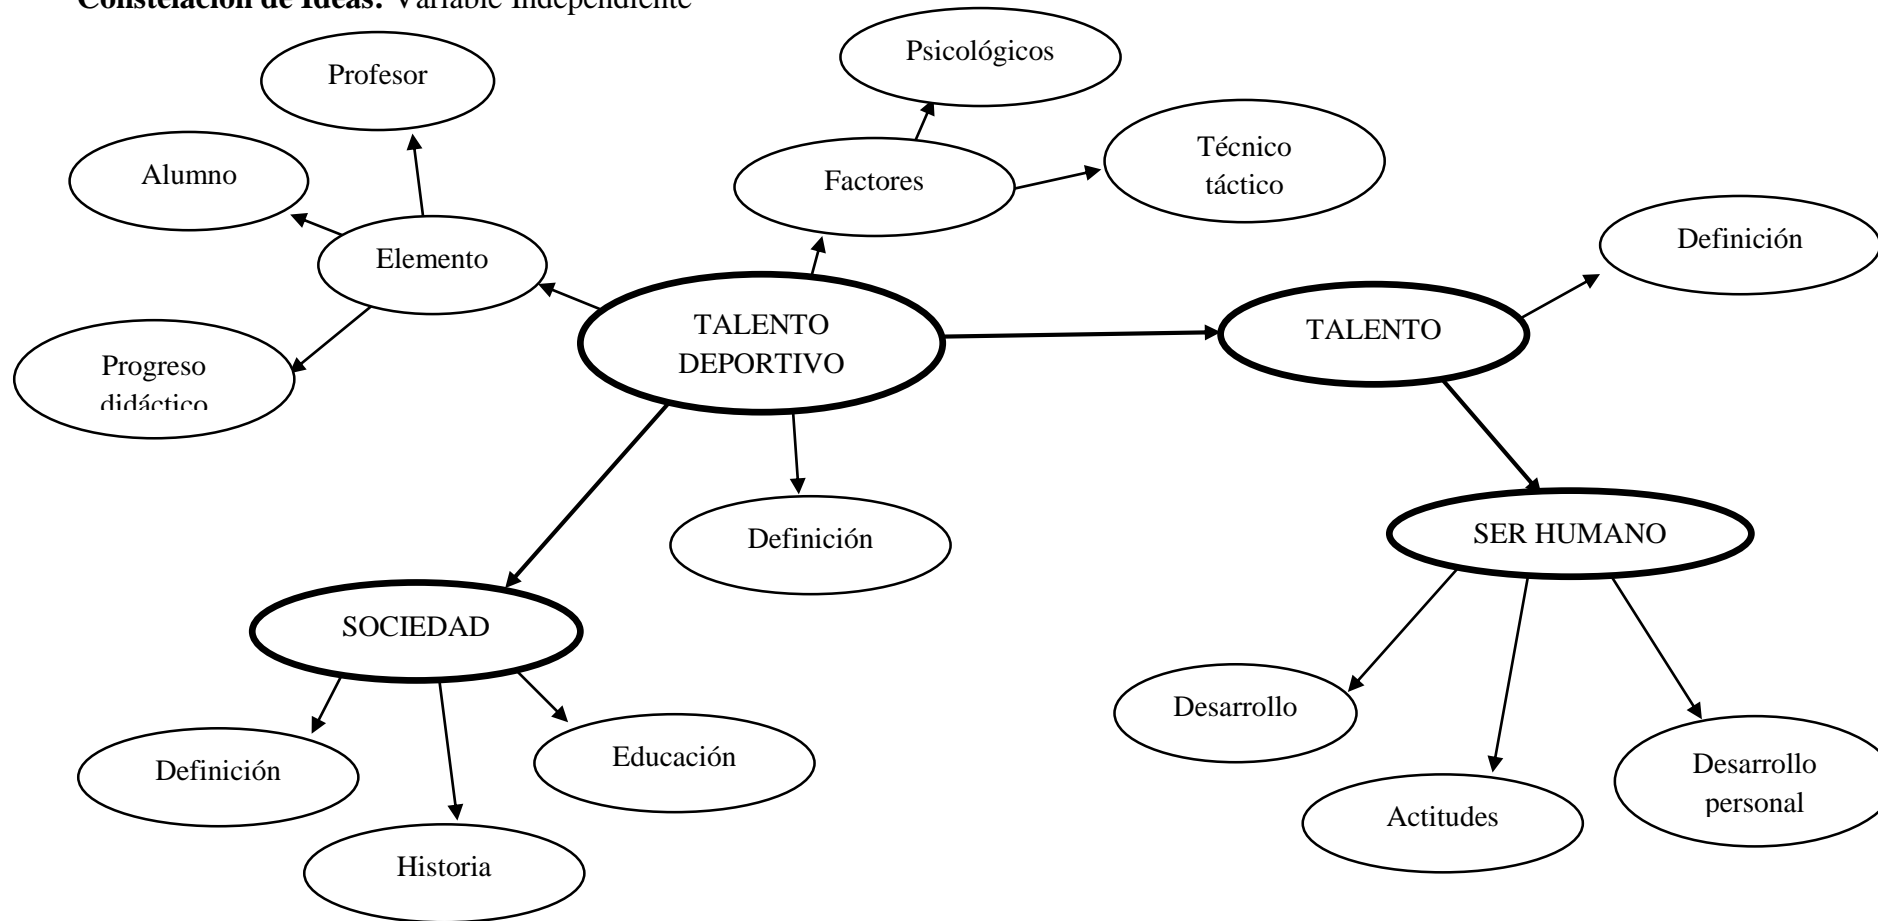 Constelación de Ideas: Variable Independiente
Psicológicos
Profesor
Técnico
táctico
Alumno
Factores
Definición
Elemento
TALENTO
DEPORTIVO
TALENTO
Progreso
didáctico
Definición
SER HUMANO
SOCIEDAD
Desarrollo
Educación
Definición
Desarrollo
personal
Actitudes
Historia